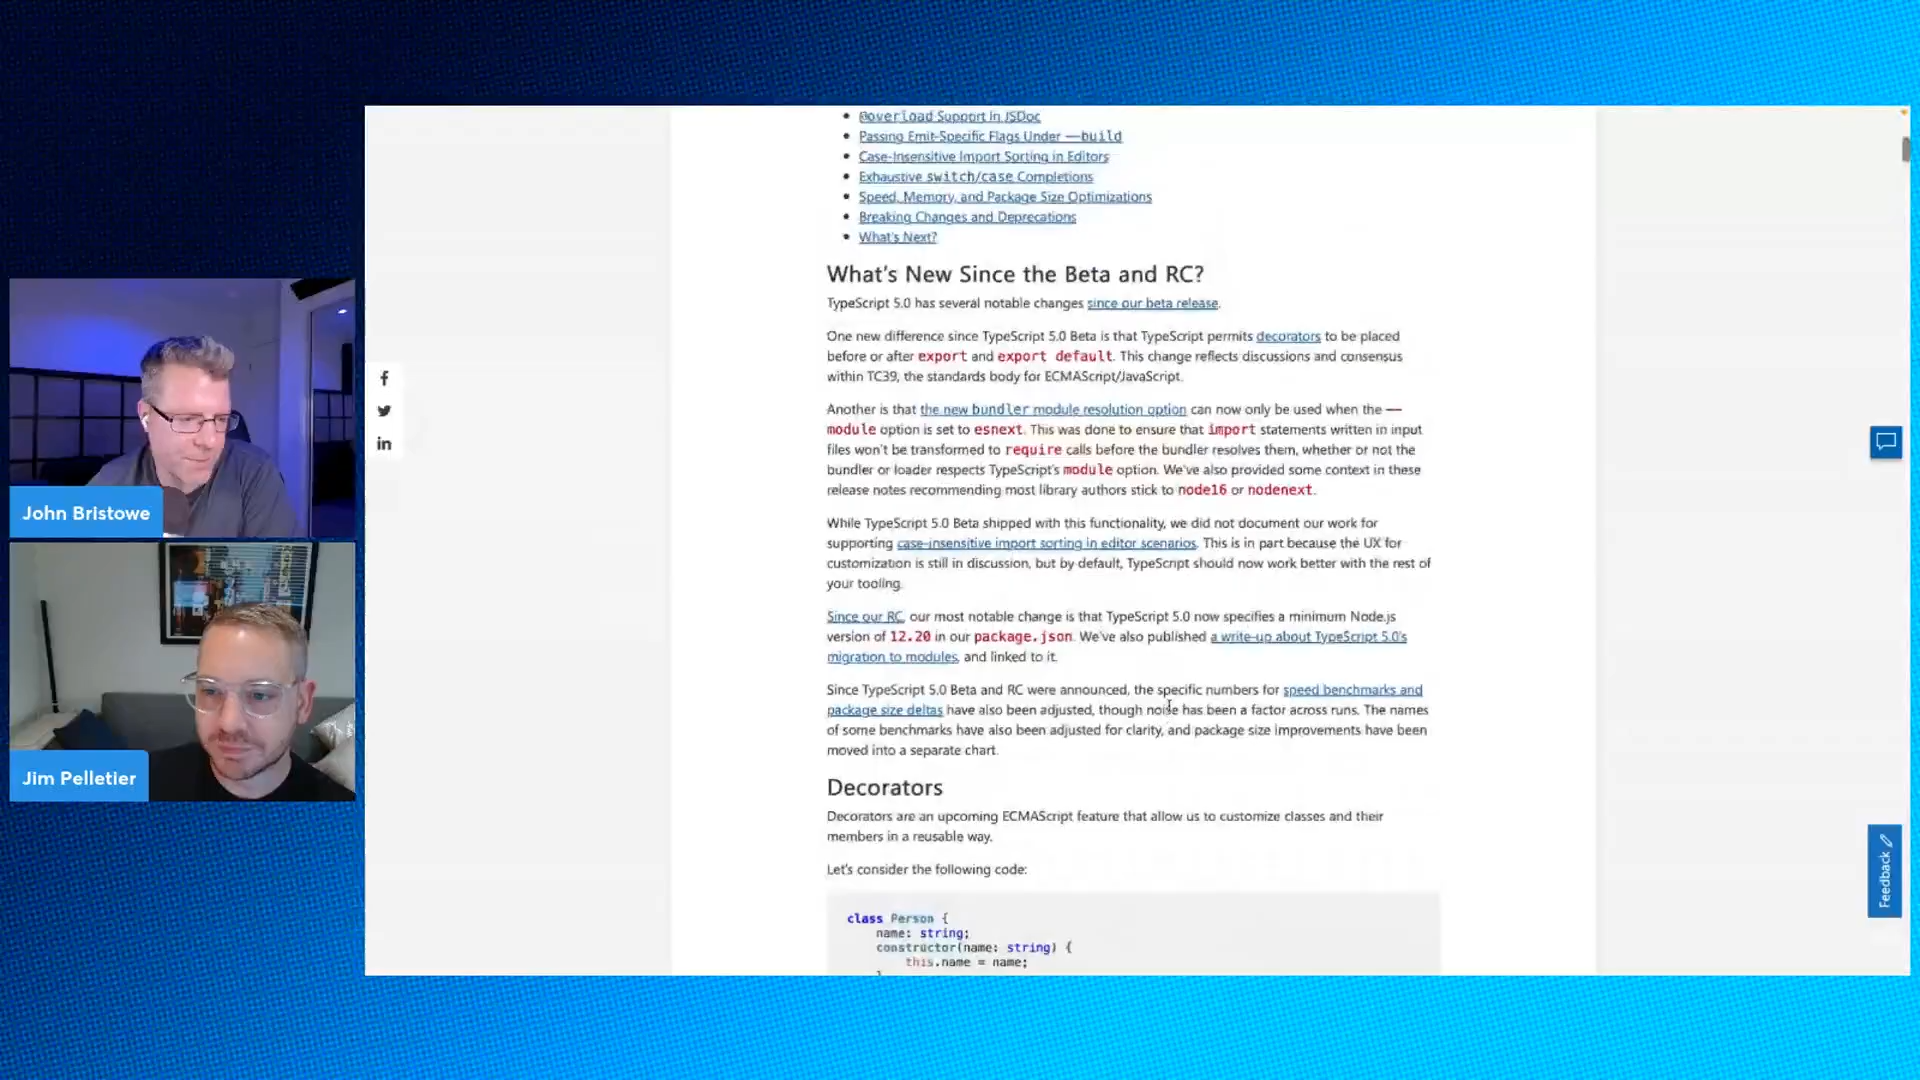 @overload Support in JSDoc
Passing Emit-Specific Flags Under --build
Case-Insensitive Import Sorting in Editors
Exhaustive switch/case Completions
Speed, Memory, and Package Size Optimizations
Breaking Changes and Deprecations
What's Next?
What's New Since the Beta and RC?
TypeScript 5.0 has several notable changes since our beta release.
One new difference since TypeScript 5.0 Beta is that TypeScript permits decorators to be placed
before or after export and export default. This change reflects discussions and consensus
within TC39, the standards body for ECMAScript/JavaScript.
Another is that the new bundler module resolution option can now only be used when the --
module option is set to esnext. This was done to ensure that import statements written in input
files won't be transformed to require calls before the bundler resolves them, whether or not the
bundler or loader respects TypeScript's module option. We've also provided some context in these
release notes recommending most library authors stick to node16 or nodenext.
While TypeScript 5.0 Beta shipped with this functionality, we did not document our work for
supporting case-insensitive import sorting in editor scenarios. This is in part because the UX for
customization is still in discussion, but by default, TypeScript should now work better with the rest of
your tooling.
Since our RC, our most notable change is that TypeScript 5.0 now specifies a minimum Node.js
version of 12.20 in our package.json. We've also published a write-up about TypeScript 5.0's
migration to modules, and linked to it.
Since TypeScript 5.0 Beta and RC were announced, the specific numbers for speed benchmarks and
package size deltas have also been adjusted, though noise has been a factor across runs. The names
of some benchmarks have also been adjusted for clarity, and package size improvements have been
moved into a separate chart.
Decorators
Decorators are an upcoming ECMAScript feature that allow us to customize classes and their
members in a reusable way.
Let's consider the following code:
class Person {
name: string;
constructor(name: string) {
this.name = name;
John Bristowe
Jim Pelletier
Feedback